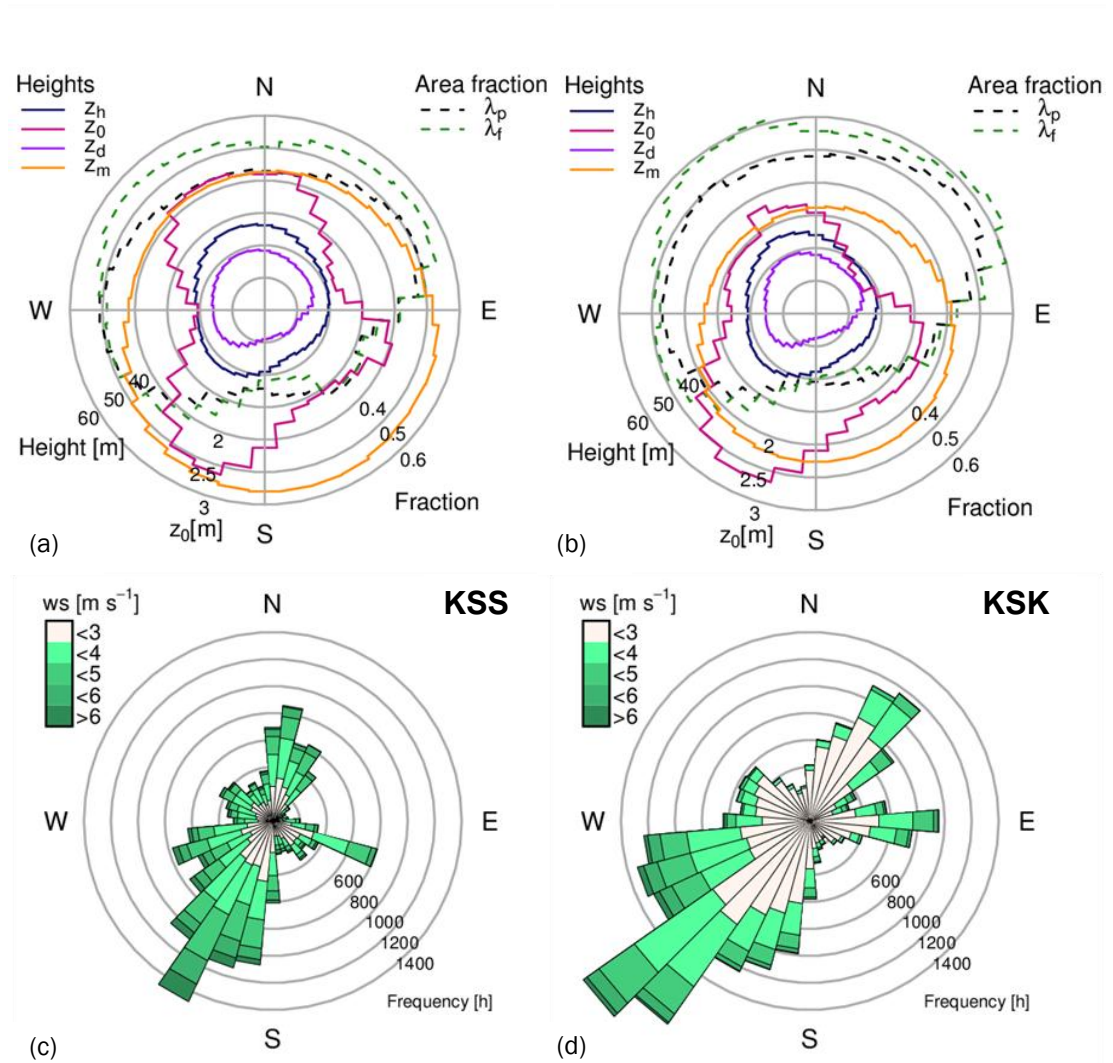 Heights
z_h
z_0
z_d
z_m
N
Area fraction
λ_p
λ_f
W
E
40
50
60
Height [m]
2
2.5
3
z_0[m]
S
0.4
0.5
0.6
Fraction
(a)
Heights
z_h
z_0
z_d
z_m
N
Area fraction
λ_p
λ_f
W
E
40
50
60
Height [m]
2
2.5
3
z_0[m]
S
0.4
0.5
0.6
Fraction
(b)
ws [m s⁻¹]
<3
<4
<5
<6
>6
N
KSS
W
E
600
800
1000
1200
1400
Frequency [h]
S
(c)
ws [m s⁻¹]
<3
<4
<5
<6
>6
N
KSK
W
E
600
800
1000
1200
1400
Frequency [h]
S
(d)